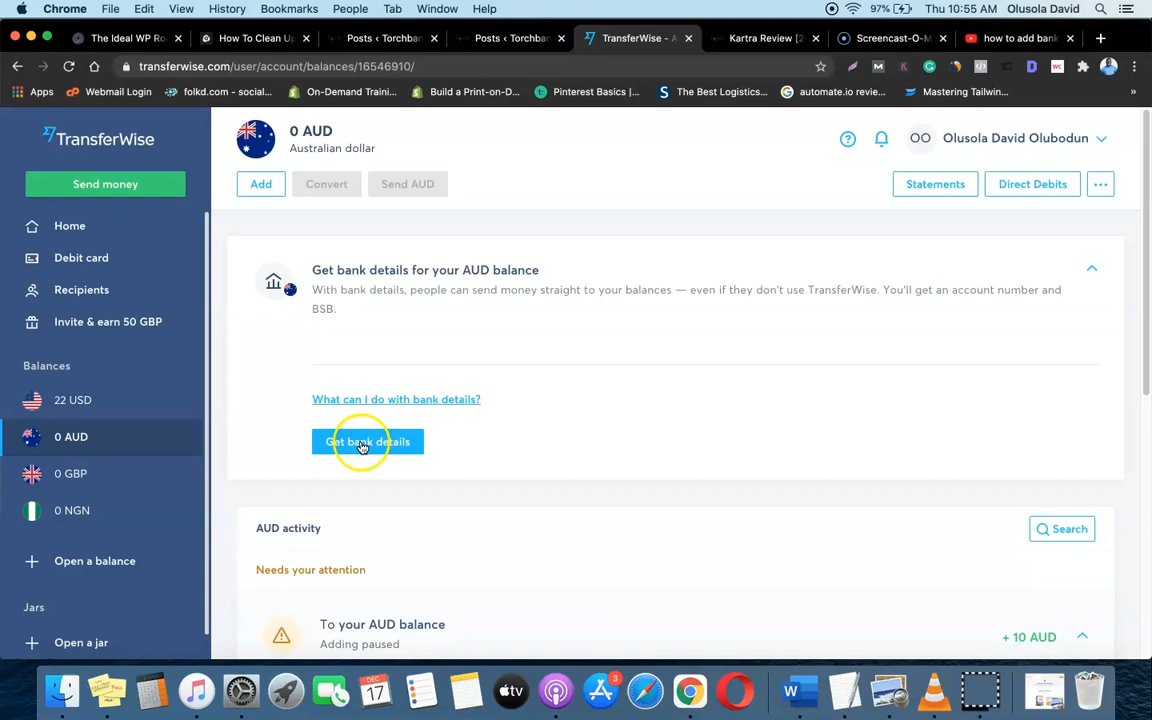 Chrome File Edit View History Bookmarks People Tab Window Help 97% Thu 10:55 AM Olusola David
The Ideal WP Ro How To Clean Up Posts ‹ Torchban Posts ‹ Torchban TransferWise - A Kartra Review [2 Screencast-O-M how to add bank
transferwise.com/user/account/balances/16546910/
Apps Webmail Login folkd.com - social... On-Demand Traini... Build a Print-on-D... Pinterest Basics |... The Best Logistics... automate.io revie... Mastering Tailwin... »
TransferWise
0 AUD
Australian dollar
OO Olusola David Olubodun
Send money
Add Convert Send AUD Statements Direct Debits ...
Home
Debit card
Recipients
Invite & earn 50 GBP
Balances
22 USD
0 AUD
0 GBP
0 NGN
Open a balance
Jars
Open a jar
Get bank details for your AUD balance
With bank details, people can send money straight to your balances — even if they don't use TransferWise. You'll get an account number and
BSB.
What can I do with bank details?
Get bank details
AUD activity
Search
Needs your attention
To your AUD balance
Adding paused
+ 10 AUD
DEC
17
tv
3
W